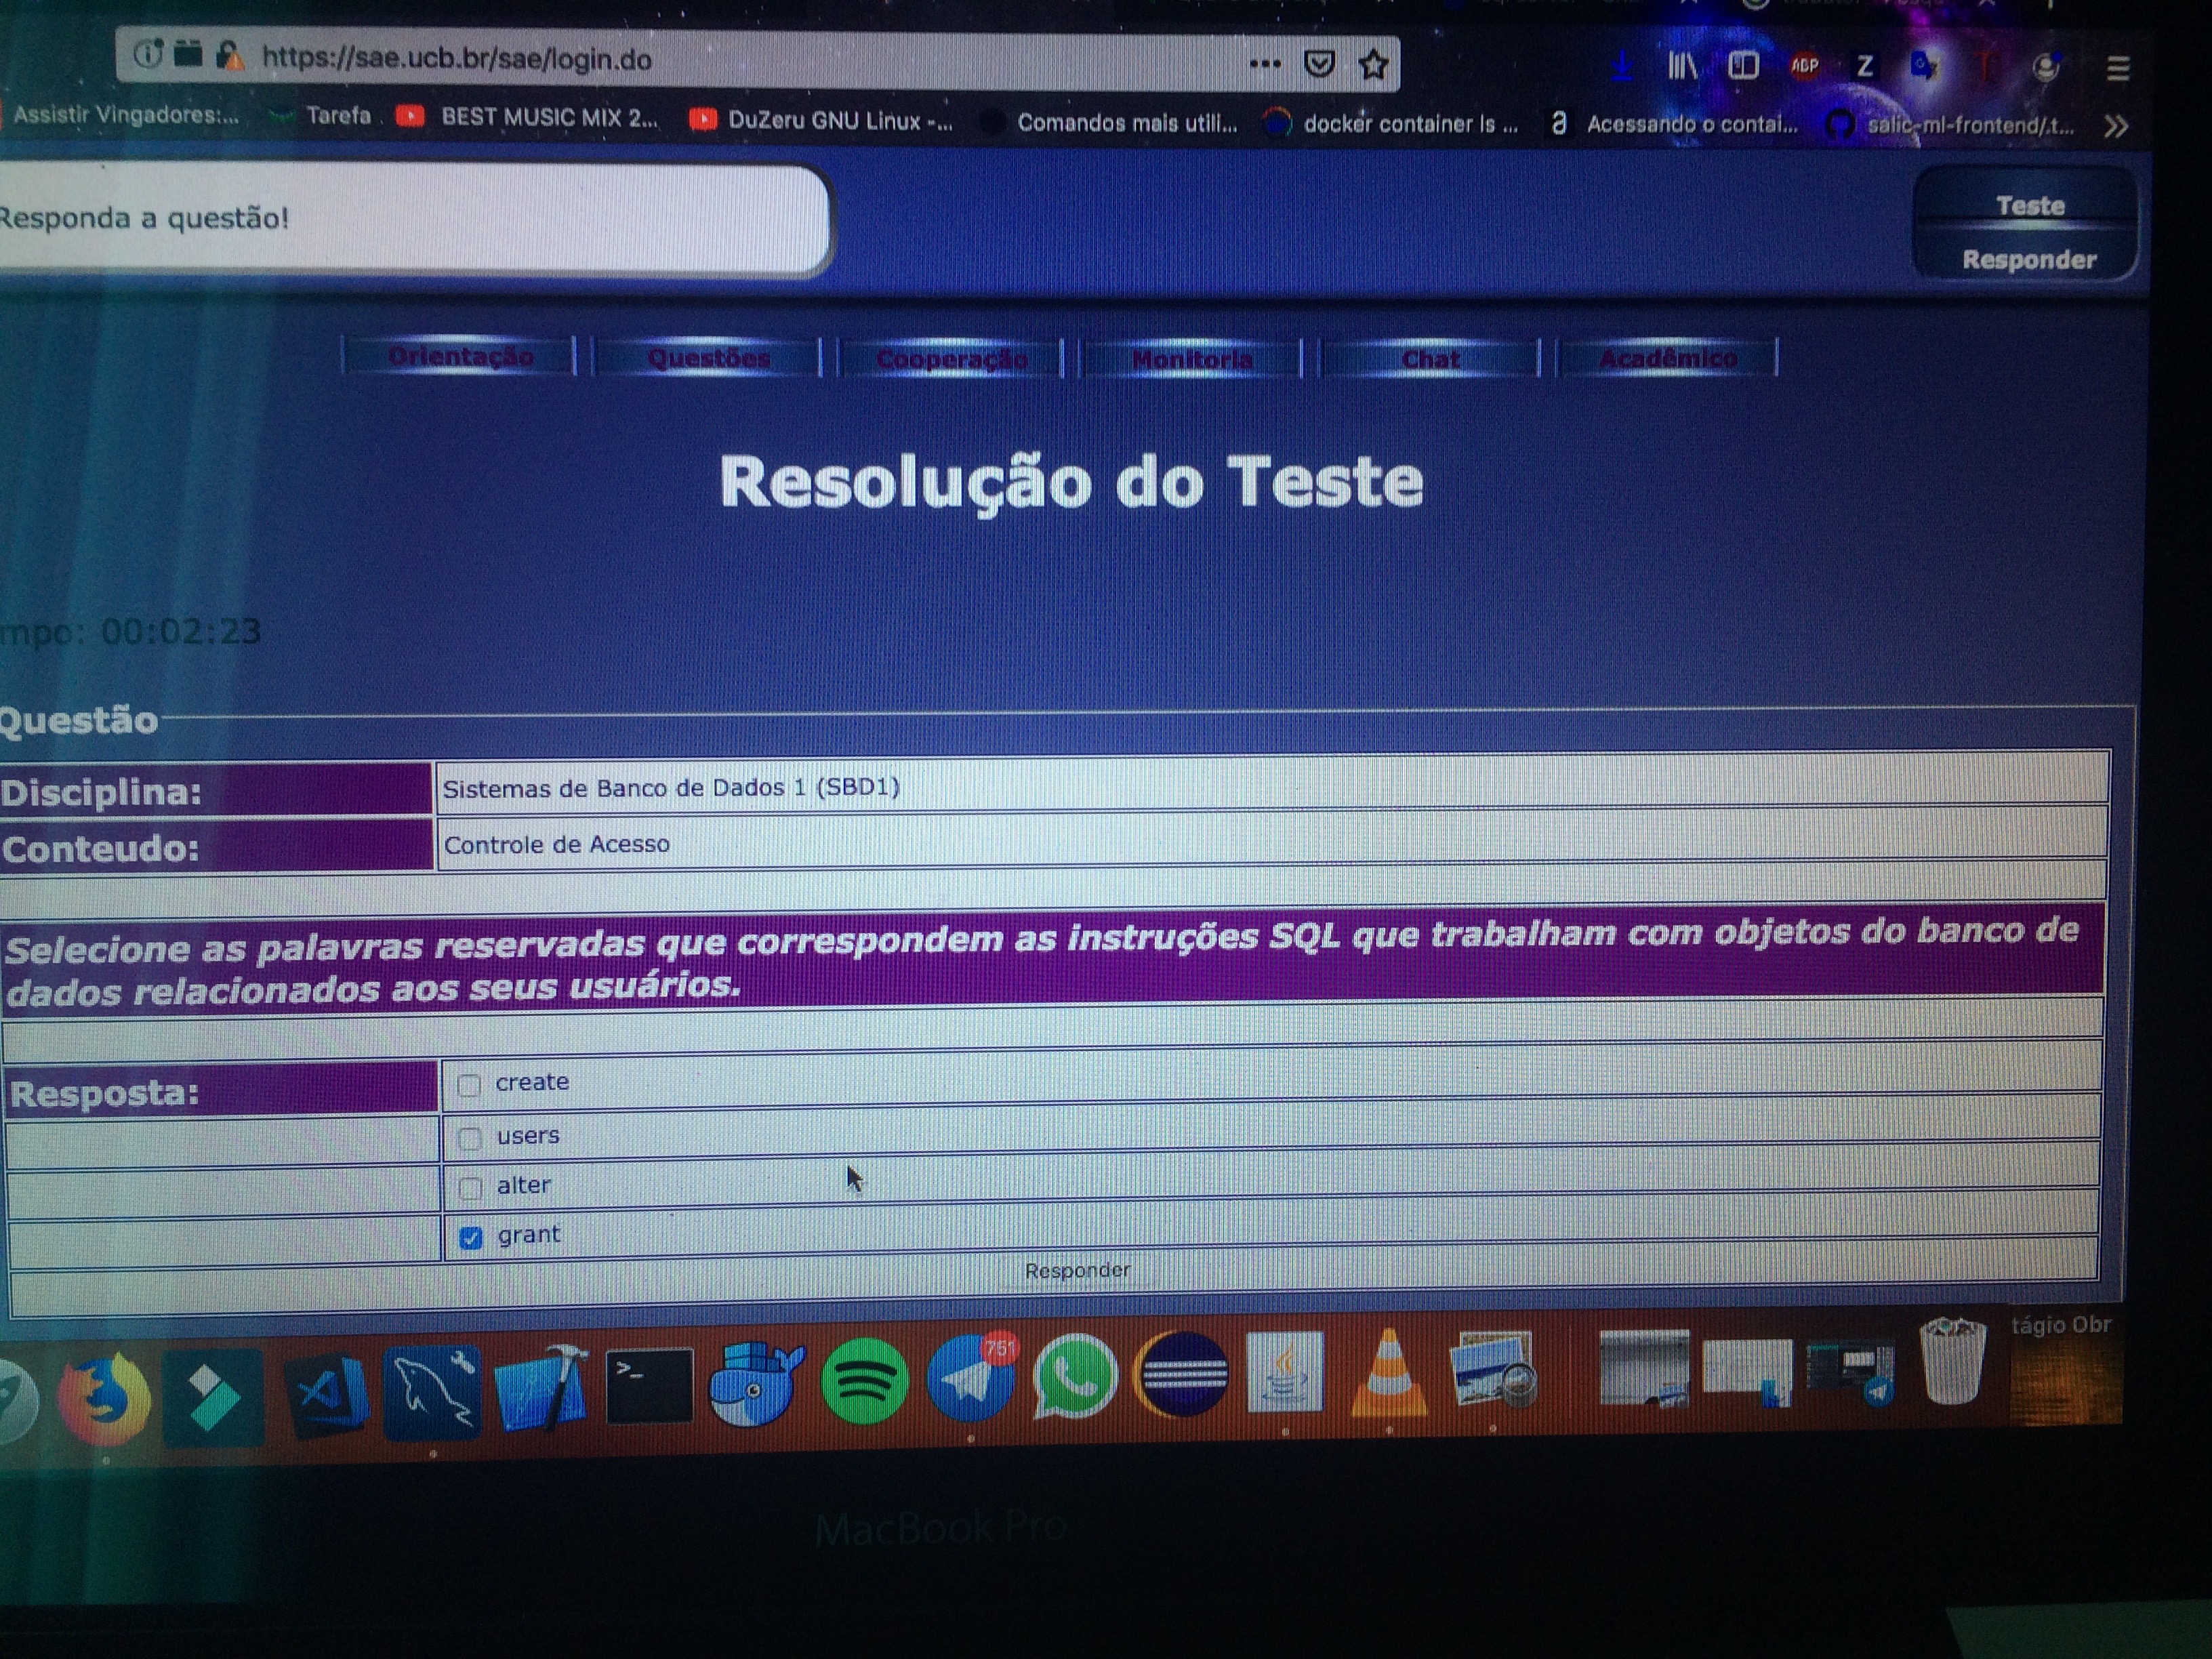 https://sae.ucb.br/sae/login.do
ABP
Z
Assistir Vingadores:...
Tarefa
BEST MUSIC MIX 2...
DuZeru GNU Linux -...
Comandos mais utili...
docker container ls ...
a
Acessando o contai...
salic-ml-frontend/.t...
Responda a questão!
Teste
Responder
Orientação
Questões
Cooperação
Monitoria
Chat
Acadêmico
Resolução do Teste
mpo: 00:02:23
Questão
Disciplina:
Sistemas de Banco de Dados 1 (SBD1)
Conteudo:
Controle de Acesso
Selecione as palavras reservadas que correspondem as instruções SQL que trabalham com objetos do banco de
dados relacionados aos seus usuários.
Resposta:
create
users
alter
grant
Responder
751
tágio Obr
MacBook Pro